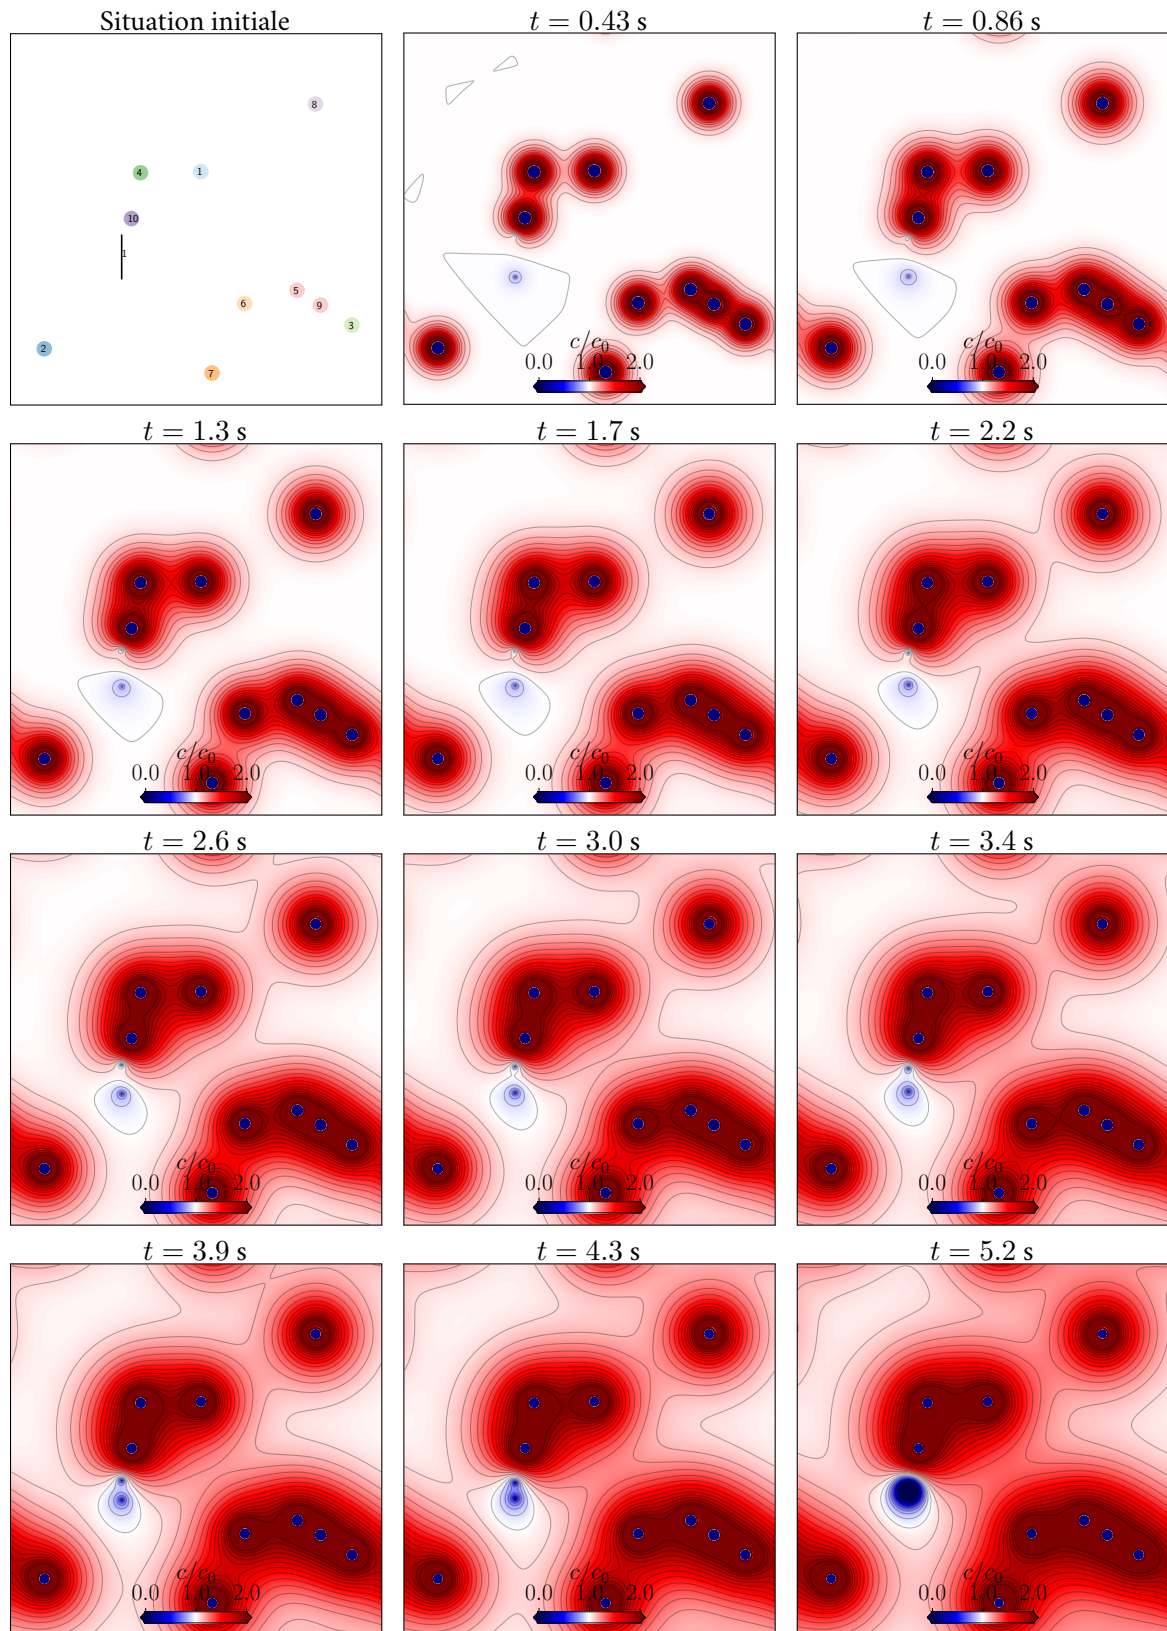 Situation initiale
t = 0.43 s
t = 0.86 s
8
4
1
10
1
5
6
9
3
2
7
c/c₀
0.0 1.0 2.0
c/c₀
0.0 1.0 2.0
t = 1.3 s
t = 1.7 s
t = 2.2 s
c/c₀
0.0 1.0 2.0
c/c₀
0.0 1.0 2.0
c/c₀
0.0 1.0 2.0
t = 2.6 s
t = 3.0 s
t = 3.4 s
c/c₀
0.0 1.0 2.0
c/c₀
0.0 1.0 2.0
c/c₀
0.0 1.0 2.0
t = 3.9 s
t = 4.3 s
t = 5.2 s
c/c₀
0.0 1.0 2.0
c/c₀
0.0 1.0 2.0
c/c₀
0.0 1.0 2.0